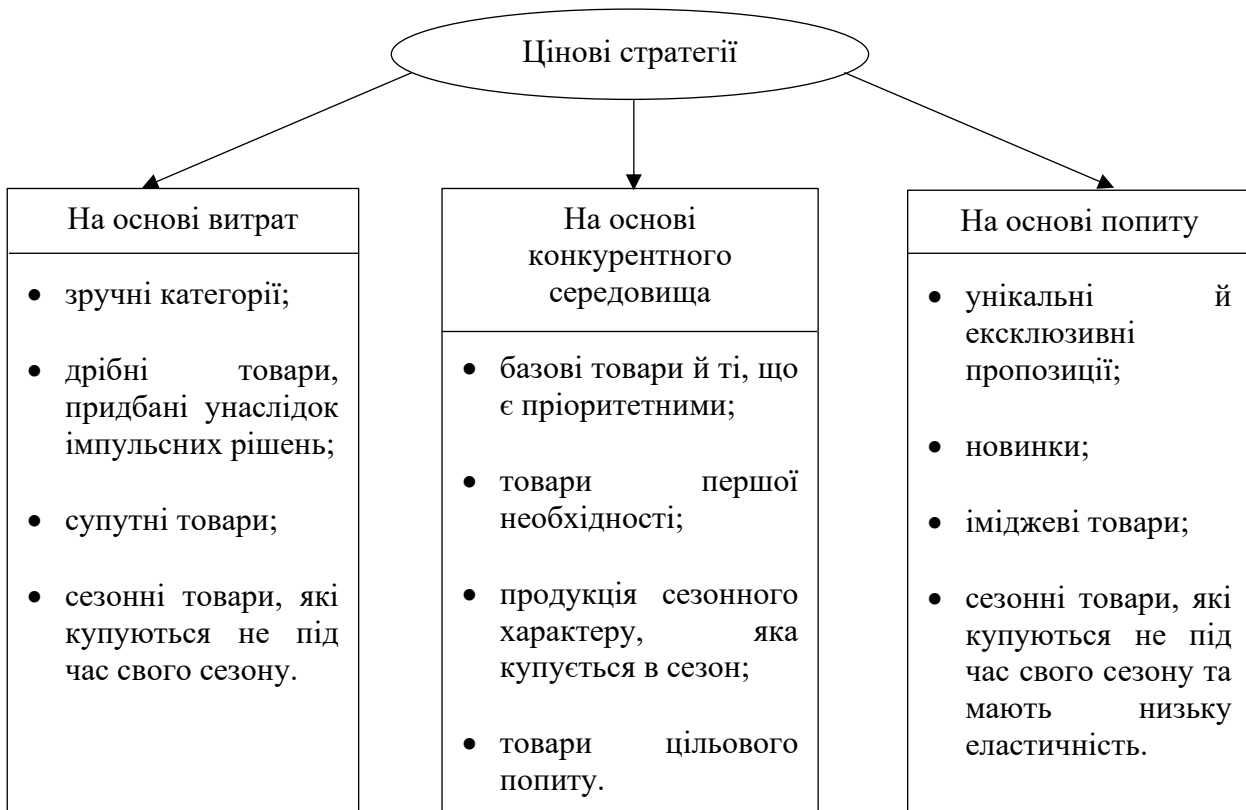 Цінові стратегії
На основі витрат
• зручні категорії;
• дрібні товари,
придбані унаслідок
імпульсних рішень;
• супутні товари;
• сезонні товари, які
купуються не під
час свого сезону.
На основі
конкурентного
середовища
• базові товари й ті, що
є пріоритетними;
• товари першої
необхідності;
• продукція сезонного
характеру, яка
купується в сезон;
• товари цільового
попиту.
На основі попиту
• унікальні й
ексклюзивні
пропозиції;
• новинки;
• іміджеві товари;
• сезонні товари, які
купуються не під
час свого сезону та
мають низьку
еластичність.